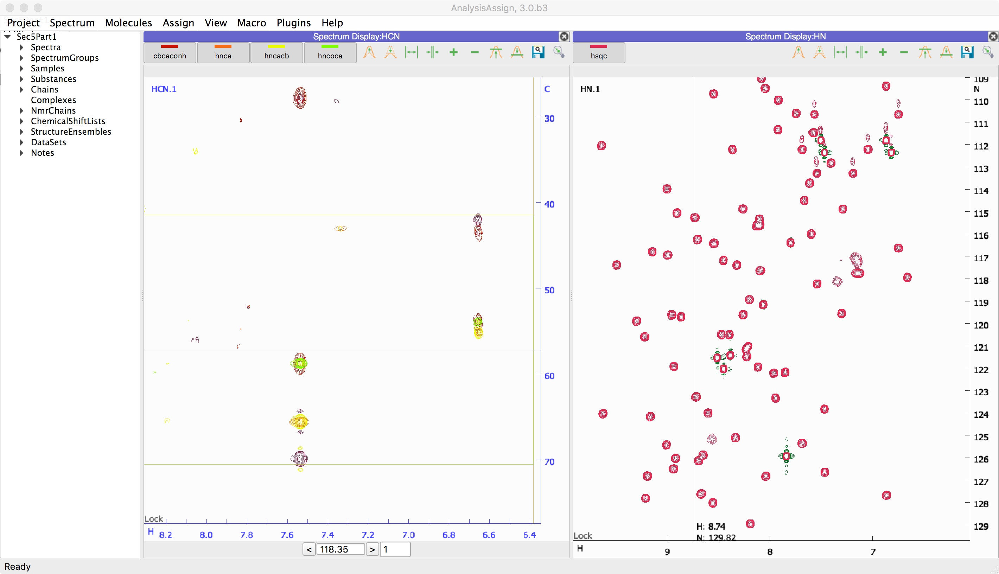 AnalysisAssign, 3.0.b3
Project Spectrum Molecules Assign View Macro Plugins Help
Sec5Part1
Spectra
SpectrumGroups
Samples
Substances
Chains
Complexes
NmrChains
ChemicalShiftLists
StructureEnsembles
DataSets
Notes
Spectrum Display:HCN
cbcaconh hnca hncacb hncoca
HCN.1
C
30
40
50
60
70
Lock
H 8.2 8.0 7.8 7.6 7.4 7.2 7.0 6.8 6.6 6.4
< 118.35 > 1
Spectrum Display:HN
hsqc
HN.1
109
N
110
111
112
113
114
115
116
117
118
119
120
121
122
123
124
125
126
127
128
129
H: 8.74
N: 129.82
Lock
H 9 8 7
Ready